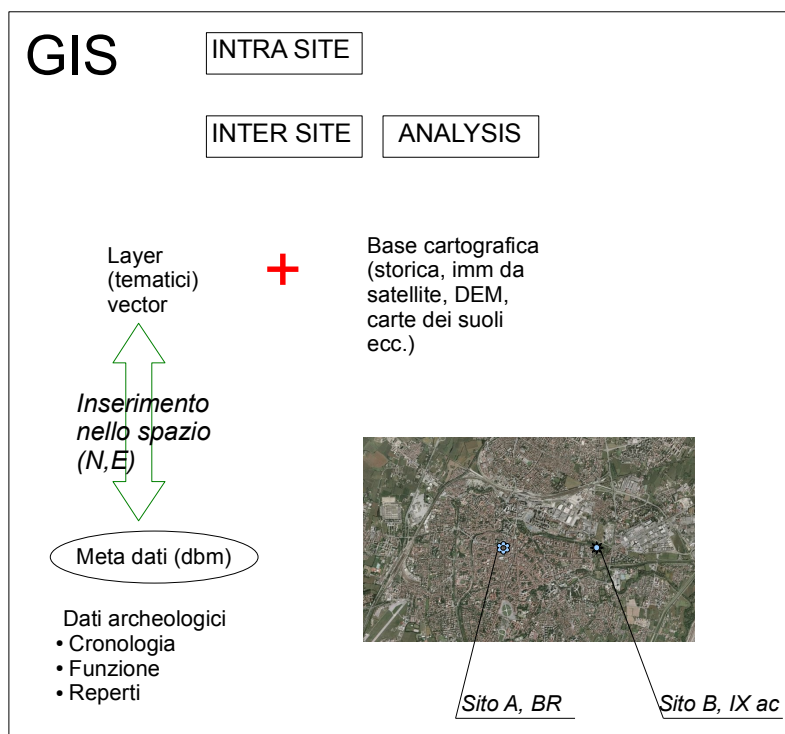 GIS
INTRA SITE
INTER SITE
ANALYSIS
Layer
(tematici)
vector
+
Base cartografica
(storica, imm da
satellite, DEM,
carte dei suoli
ecc.)
Inserimento
nello spazio
(N,E)
Meta dati (dbm)
Dati archeologici
• Cronologia
• Funzione
• Reperti
Sito A, BR
Sito B, IX ac